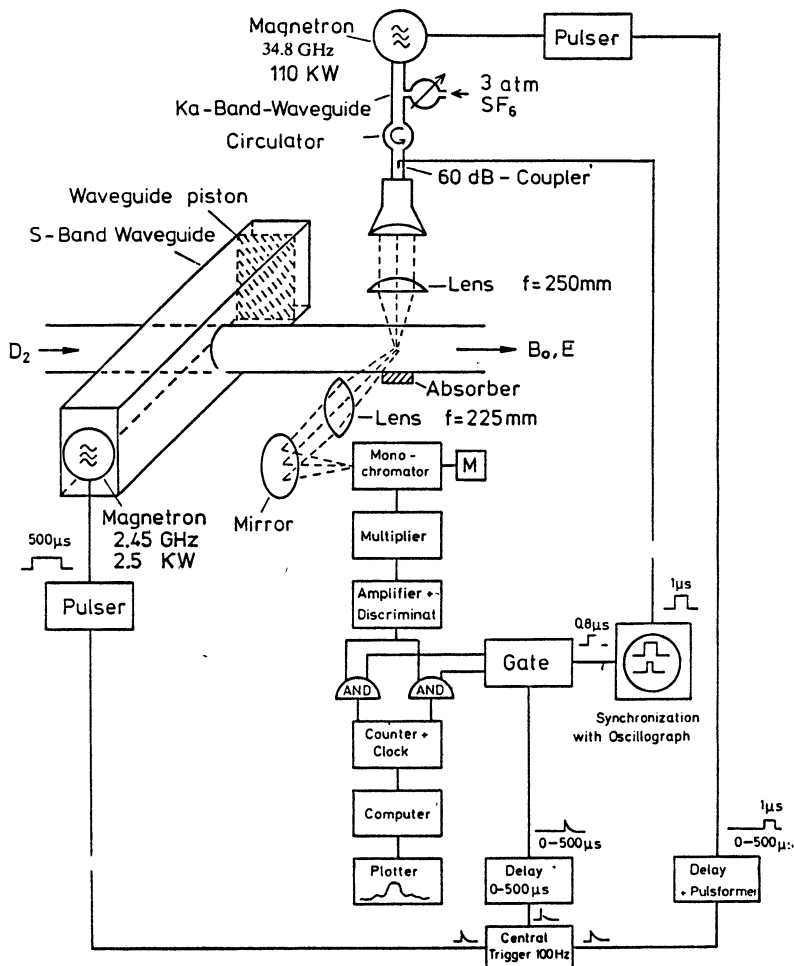 Magnetron
34.8 GHz
110 KW
Pulser
3 atm
SF6
Ka-Band-Waveguide
Circulator
60 dB - Coupler
Waveguide piston
S-Band Waveguide
Lens f=250mm
D2
B0, E
Absorber
Lens f=225mm
Mirror
Mono-
chromator
M
Magnetron
2.45 GHz
2.5 KW
500µs
Pulser
Multiplier
Amplifier +
Discriminat
1µs
0.8µs
Gate
AND
AND
Synchronization
with Oscillograph
Counter +
Clock
Computer
Plotter
0-500µs
Delay
0-500µs
1µs
0-500µs
Delay
+ Pulsformer
Central
Trigger 100Hz